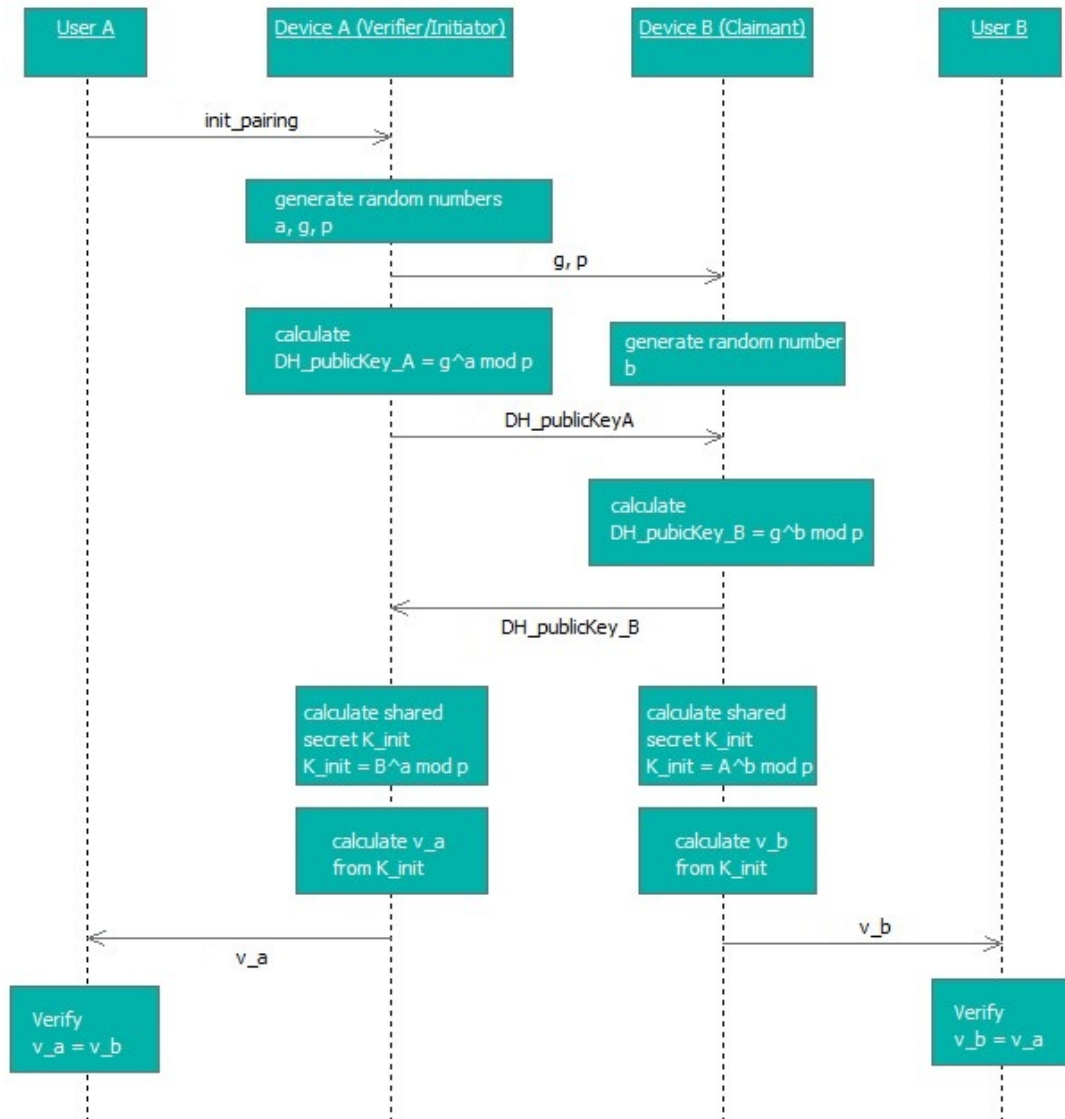 User A
Device A (Verifier/Initiator)
Device B (Claimant)
User B
init_pairing
generate random numbers
a, g, p
g, p
calculate
DH_publicKey_A = g^a mod p
generate random number
b
DH_publicKeyA
calculate
DH_pubicKey_B = g^b mod p
DH_publicKey_B
calculate shared
secret K_init
K_init = B^a mod p
calculate shared
secret K_init
K_init = A^b mod p
calculate v_a
from K_init
calculate v_b
from K_init
v_a
v_b
Verify
v_a = v_b
Verify
v_b = v_a